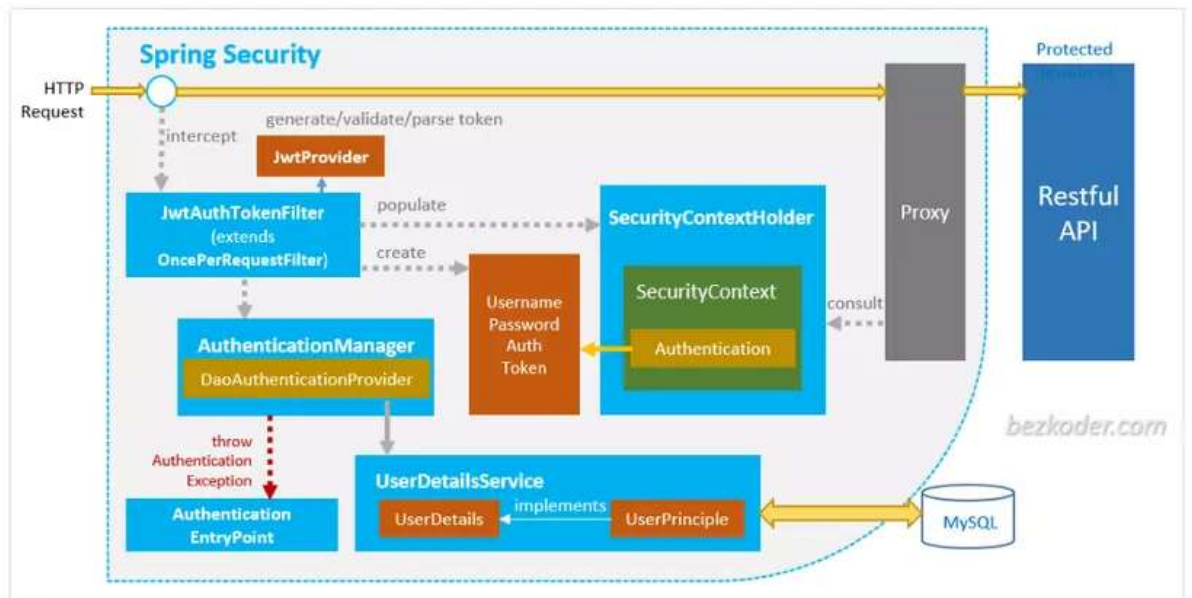 Spring Security
HTTP
Request
intercept
generate/validate/parse token
JwtProvider
JwtAuthTokenFilter
(extends
OncePerRequestFilter)
populate
create
SecurityContextHolder
SecurityContext
Authentication
Username
Password
Auth
Token
consult
Proxy
Protected
Restful
API
AuthenticationManager
DaoAuthenticationProvider
throw
Authentication
Exception
Authentication
EntryPoint
UserDetailsService
UserDetails
implements
UserPrinciple
MySQL
bezkoder.com